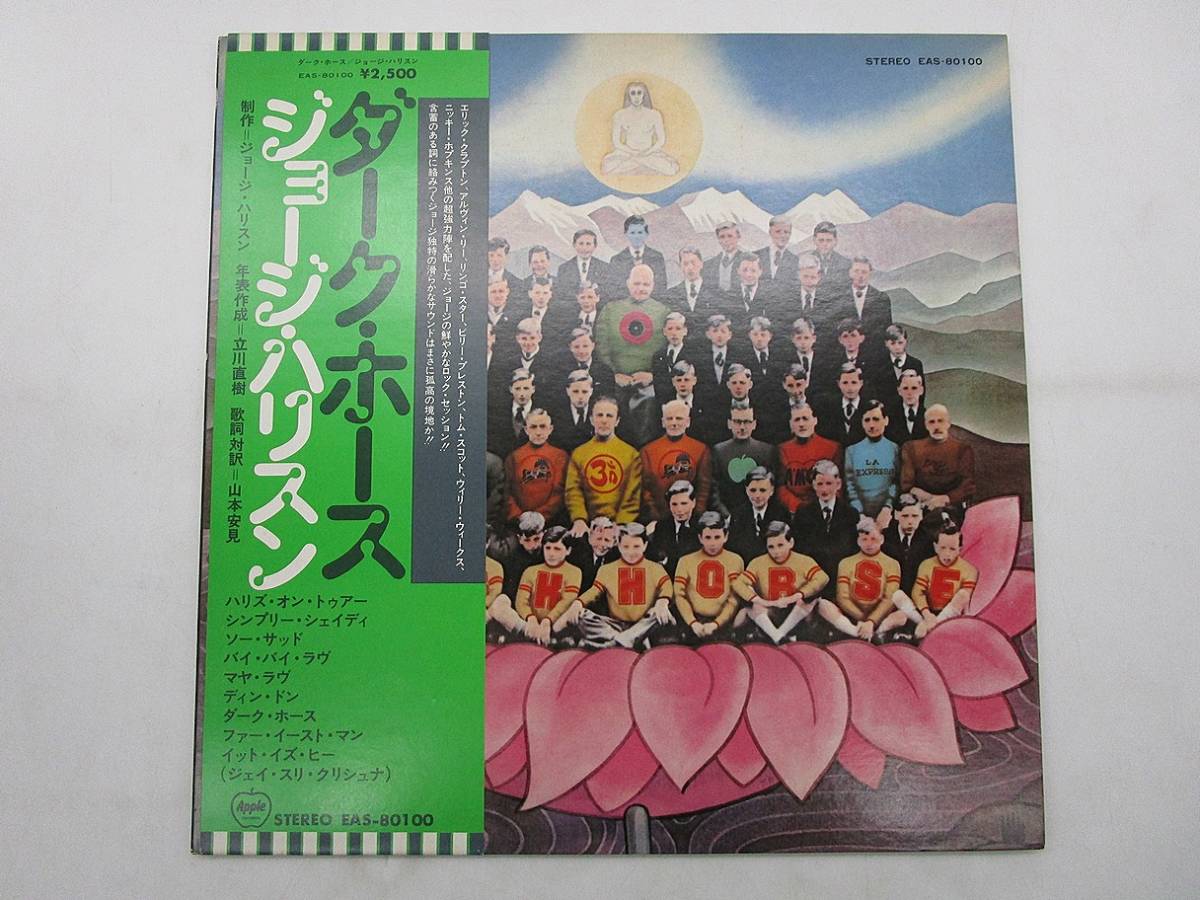 ダーク・ホース／ジョージ・ハリスン
EAS-80100 ¥2,500
ダーク・ホース
ジョージ・ハリスン
制作=ジョージ・ハリスン 年表作成=立川直樹 歌詞対訳=山本安見
エリック・クラプトン、アルヴィン・リー、リンゴ・スター、ビリー・プレストン、トム・スコット、ウィリー・ウィークス、
ニッキー・ホプキンス他の超強力陣を配した、ジョージの鮮やかなロック・セッション!!
含蓄のある詞に絡みつくジョージ独特の滑らかなサウンドはまさに孤高の境地か!!
ハリズ・オン・トゥアー
シンプリー・シェイディ
ソー・サッド
バイ・バイ・ラヴ
マヤ・ラヴ
ディン・ドン
ダーク・ホース
ファー・イースト・マン
イット・イズ・ヒー
(ジェイ・スリ・クリシュナ)
Apple
STEREO EAS-80100
STEREO EAS-80100
ॐ
LA
EXPRESS
K H O R S E